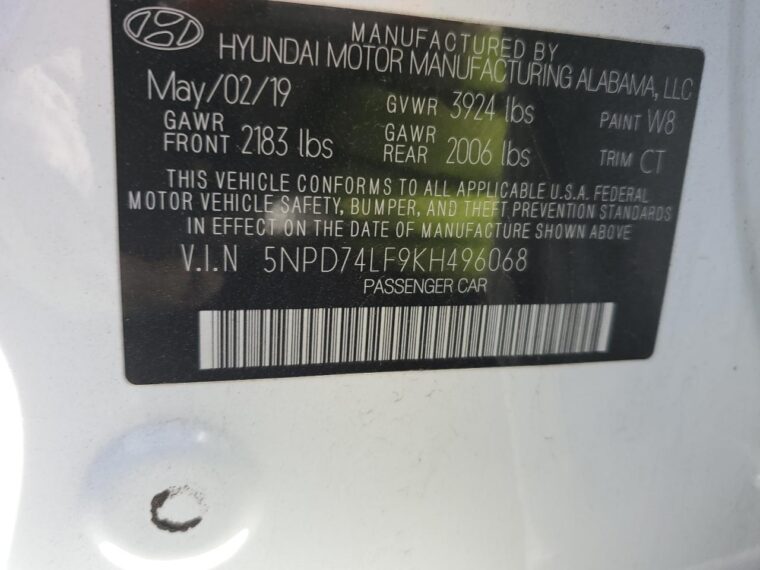 MANUFACTURED BY
HYUNDAI MOTOR MANUFACTURING ALABAMA, LLC
May/02/19 GVWR 3924 lbs PAINT W8
GAWR FRONT 2183 lbs GAWR REAR 2006 lbs TRIM CT
THIS VEHICLE CONFORMS TO ALL APPLICABLE U.S.A. FEDERAL
MOTOR VEHICLE SAFETY, BUMPER, AND THEFT PREVENTION STANDARDS
IN EFFECT ON THE DATE OF MANUFACTURE SHOWN ABOVE
V.I.N 5NPD74LF9KH496068
PASSENGER CAR